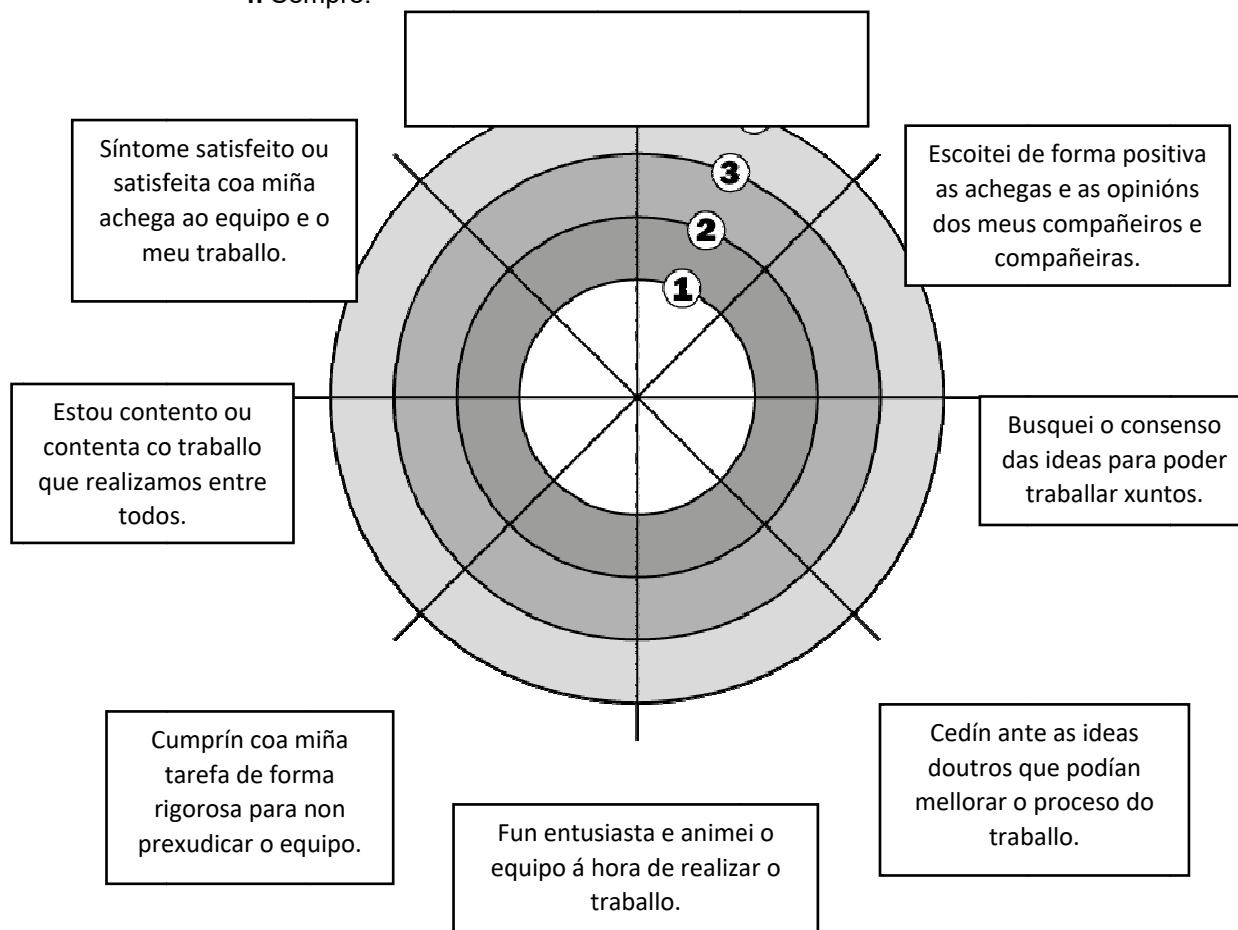 Síntome satisfeito ou
satisfeita coa miña
achega ao equipo e o
meu traballo.
Escoitei de forma positiva
as achegas e as opinións
dos meus compañeiros e
compañeiras.
3
2
1
Estou contento ou
contenta co traballo
que realizamos entre
todos.
Busquei o consenso
das ideas para poder
traballar xuntos.
Cumprín coa miña
tarefa de forma
rigorosa para non
prexudicar o equipo.
Cedín ante as ideas
doutros que podían
mellorar o proceso do
traballo.
Fun entusiasta e animei o
equipo á hora de realizar o
traballo.